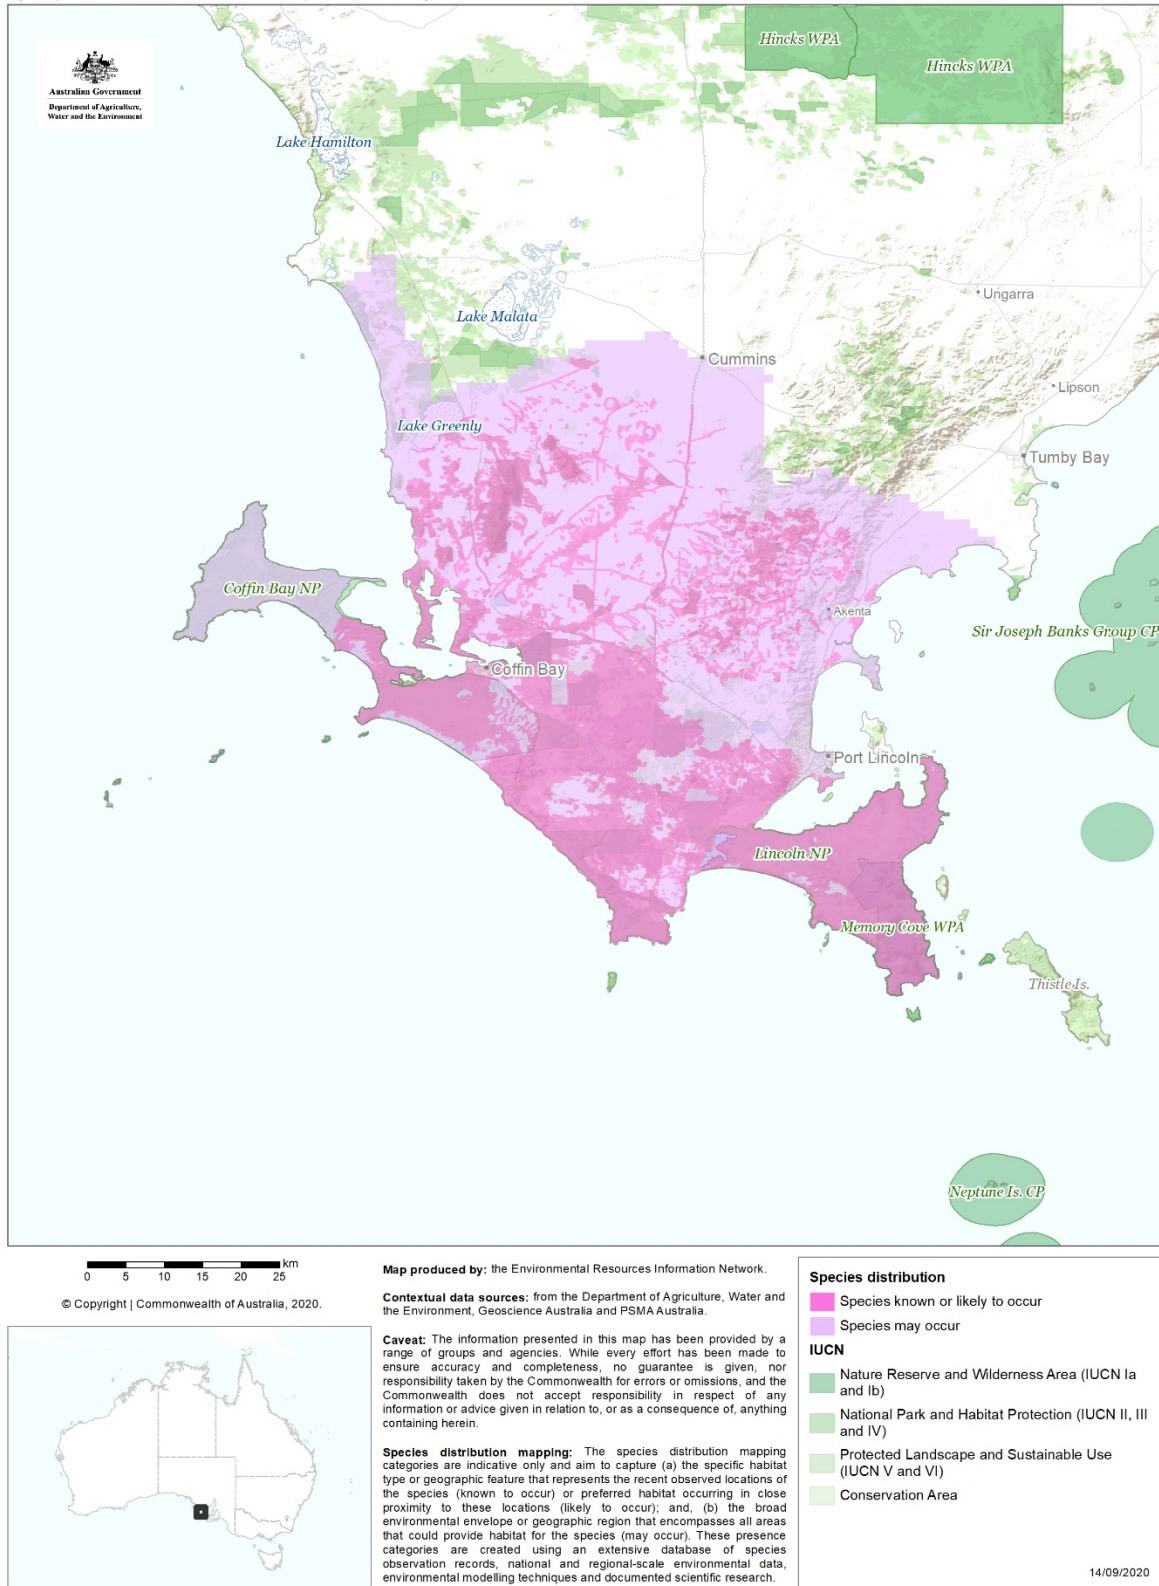 Australian Government
Department of Agriculture,
Water and the Environment
Hincks WPA
Hincks WPA
Lake Hamilton
Ungarra
Lake Malata
Cummins
Lipson
Lake Greenly
Tumby Bay
Coffin Bay NP
Akenta
Sir Joseph Banks Group CP
Coffin Bay
Port Lincoln
Lincoln NP
Memory Cove WPA
Thistle Is.
Neptune Is. CP
km
0 5 10 15 20 25
© Copyright | Commonwealth of Australia, 2020.
Map produced by: the Environmental Resources Information Network.
Contextual data sources: from the Department of Agriculture, Water and
the Environment, Geoscience Australia and PSMA Australia.
Caveat: The information presented in this map has been provided by a
range of groups and agencies. While every effort has been made to
ensure accuracy and completeness, no guarantee is given, nor
responsibility taken by the Commonwealth for errors or omissions, and the
Commonwealth does not accept responsibility in respect of any
information or advice given in relation to, or as a consequence of, anything
containing herein.
Species distribution mapping: The species distribution mapping
categories are indicative only and aim to capture (a) the specific habitat
type or geographic feature that represents the recent observed locations of
the species (known to occur) or preferred habitat occurring in close
proximity to these locations (likely to occur); and, (b) the broad
environmental envelope or geographic region that encompasses all areas
that could provide habitat for the species (may occur). These presence
categories are created using an extensive database of species
observation records, national and regional-scale environmental data,
environmental modelling techniques and documented scientific research.
Species distribution
Species known or likely to occur
Species may occur
IUCN
Nature Reserve and Wilderness Area (IUCN Ia
and Ib)
National Park and Habitat Protection (IUCN II, III
and IV)
Protected Landscape and Sustainable Use
(IUCN V and VI)
Conservation Area
14/09/2020